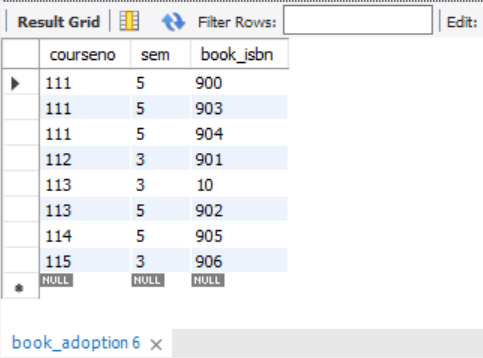 Result Grid Filter Rows: Edit:
courseno sem book_isbn
111 5 900
111 5 903
111 5 904
112 3 901
113 3 10
113 5 902
114 5 905
115 3 906
NULL NULL NULL
book_adoption 6